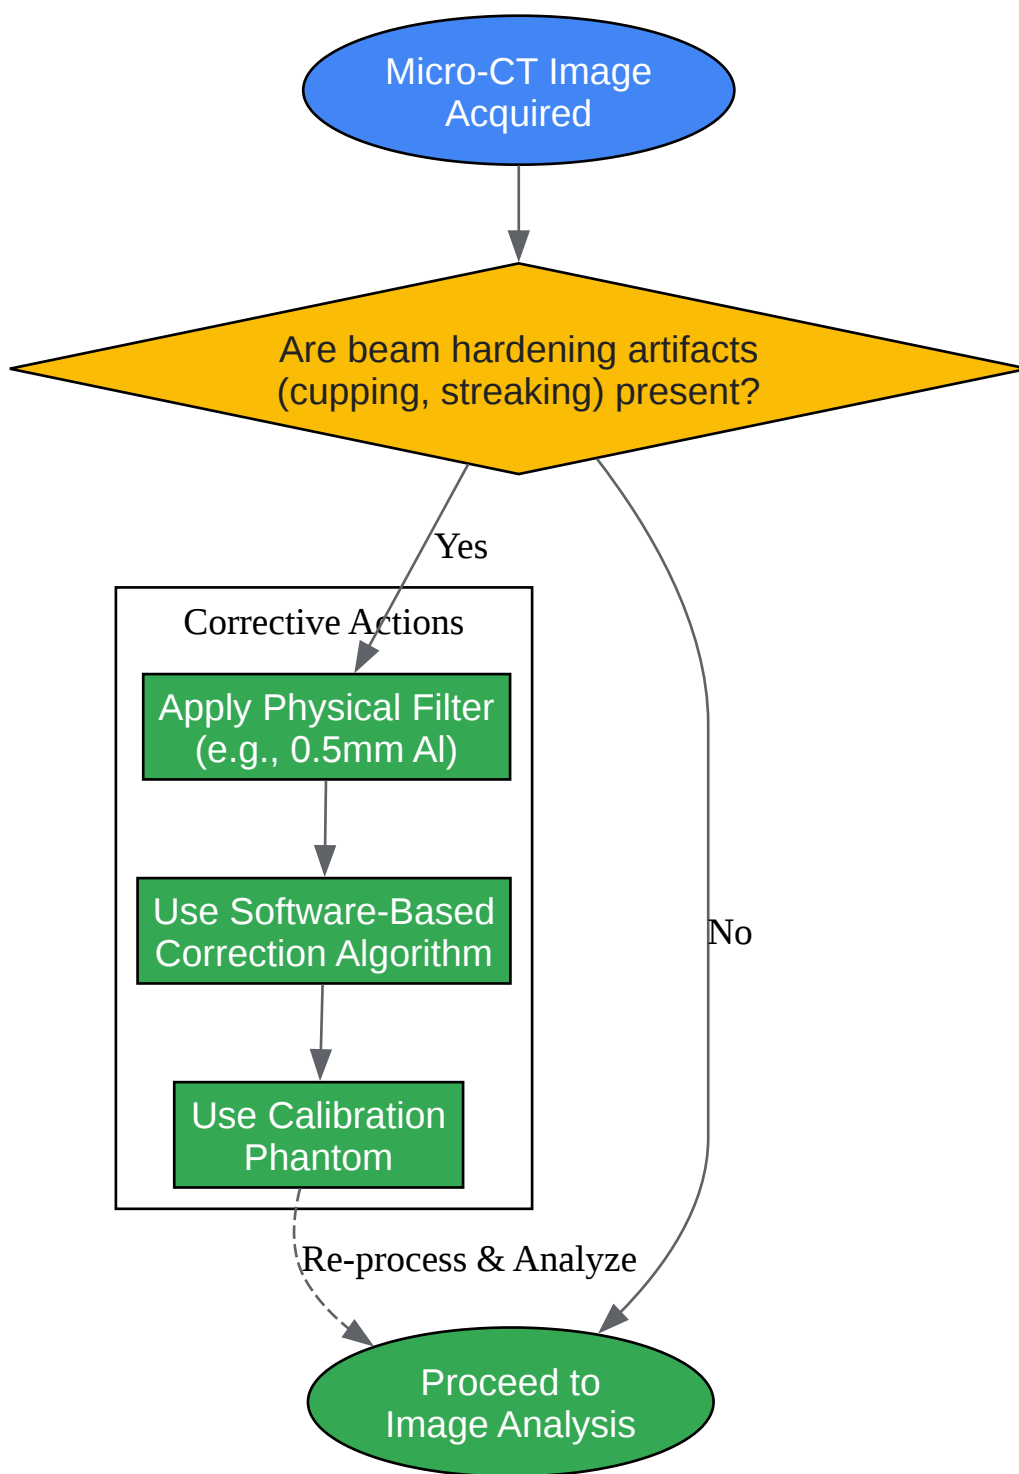 Micro-CT Image
Acquired
Are beam hardening artifacts
(cupping, streaking) present?
Yes
Corrective Actions
Apply Physical Filter
(e.g., 0.5mm Al)
Use Software-Based
Correction Algorithm
No
Use Calibration
Phantom
Re-process & Analyze
Proceed to
Image Analysis